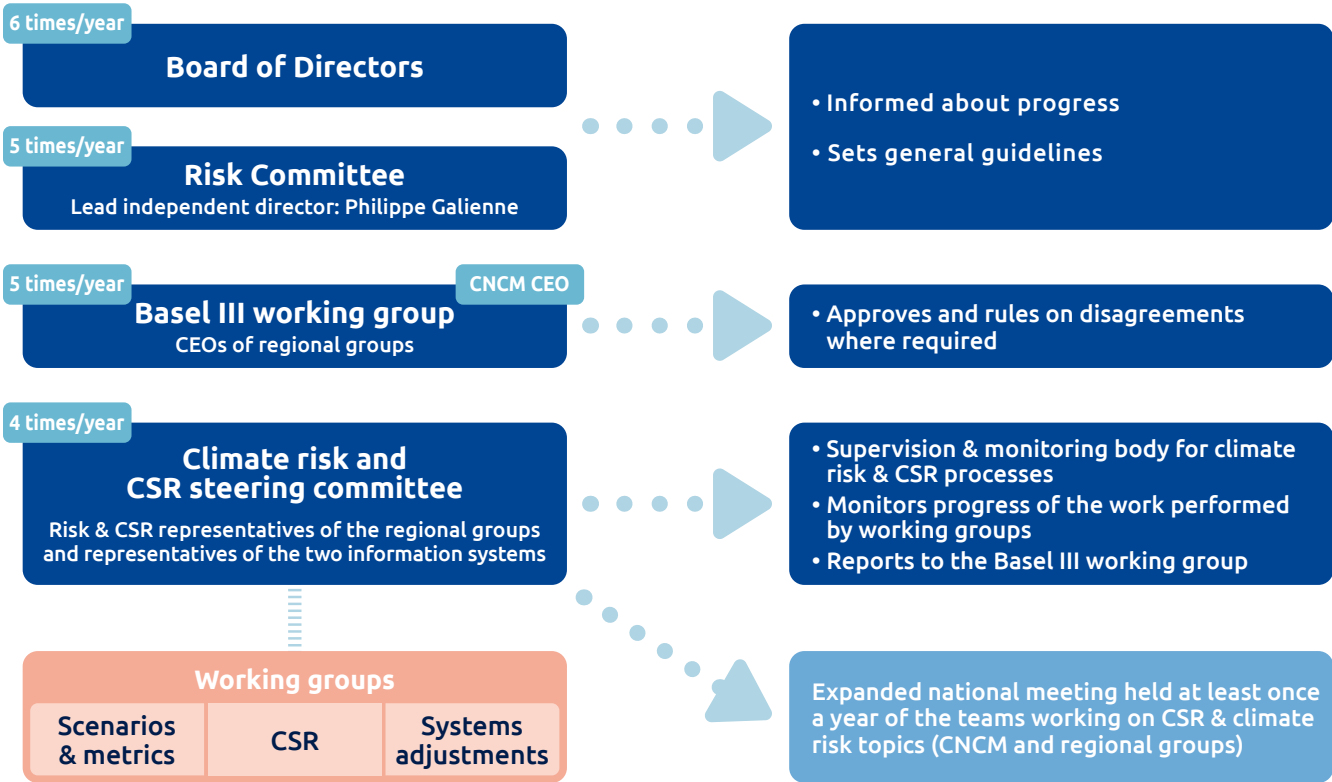 6 times/year
Board of Directors
5 times/year
Risk Committee
Lead independent director: Philippe Galienne
• Informed about progress
• Sets general guidelines
5 times/year
CNCM CEO
Basel III working group
CEOs of regional groups
• Approves and rules on disagreements
where required
4 times/year
Climate risk and
CSR steering committee
Risk & CSR representatives of the regional groups
and representatives of the two information systems
• Supervision & monitoring body for climate
risk & CSR processes
• Monitors progress of the work performed
by working groups
• Reports to the Basel III working group
Working groups
Scenarios
& metrics
CSR
Systems
adjustments
Expanded national meeting held at least once
a year of the teams working on CSR & climate
risk topics (CNCM and regional groups)